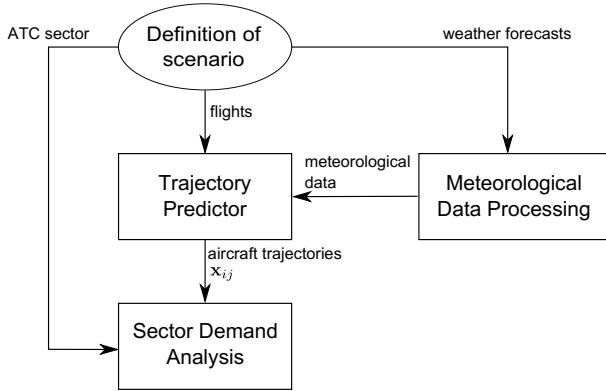 ATC sector
Definition of
scenario
weather forecasts
flights
Trajectory
Predictor
meteorological
data
Meteorological
Data Processing
aircraft trajectories
𝐱ᵢⱼ
Sector Demand
Analysis